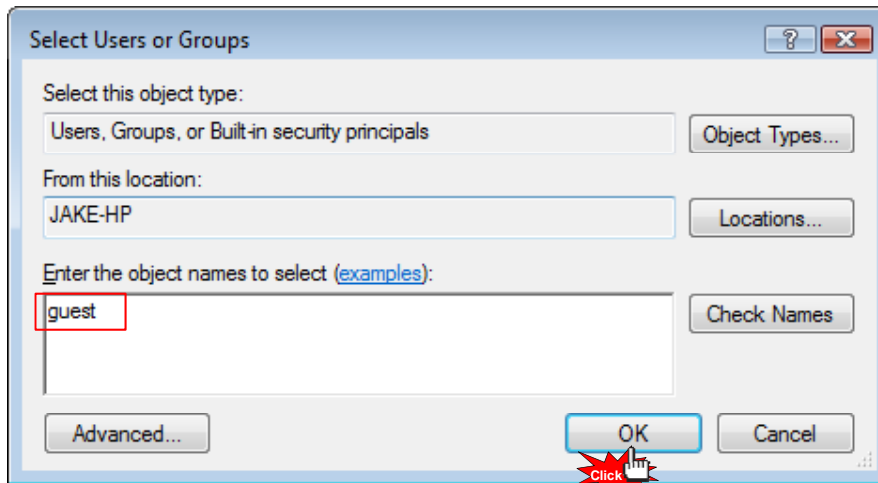 Select Users or Groups
?
Select this object type:
Users, Groups, or Built-in security principals
Object Types...
From this location:
JAKE-HP
Locations...
Enter the object names to select (examples):
guest
Check Names
Advanced...
OK
Cancel
Click